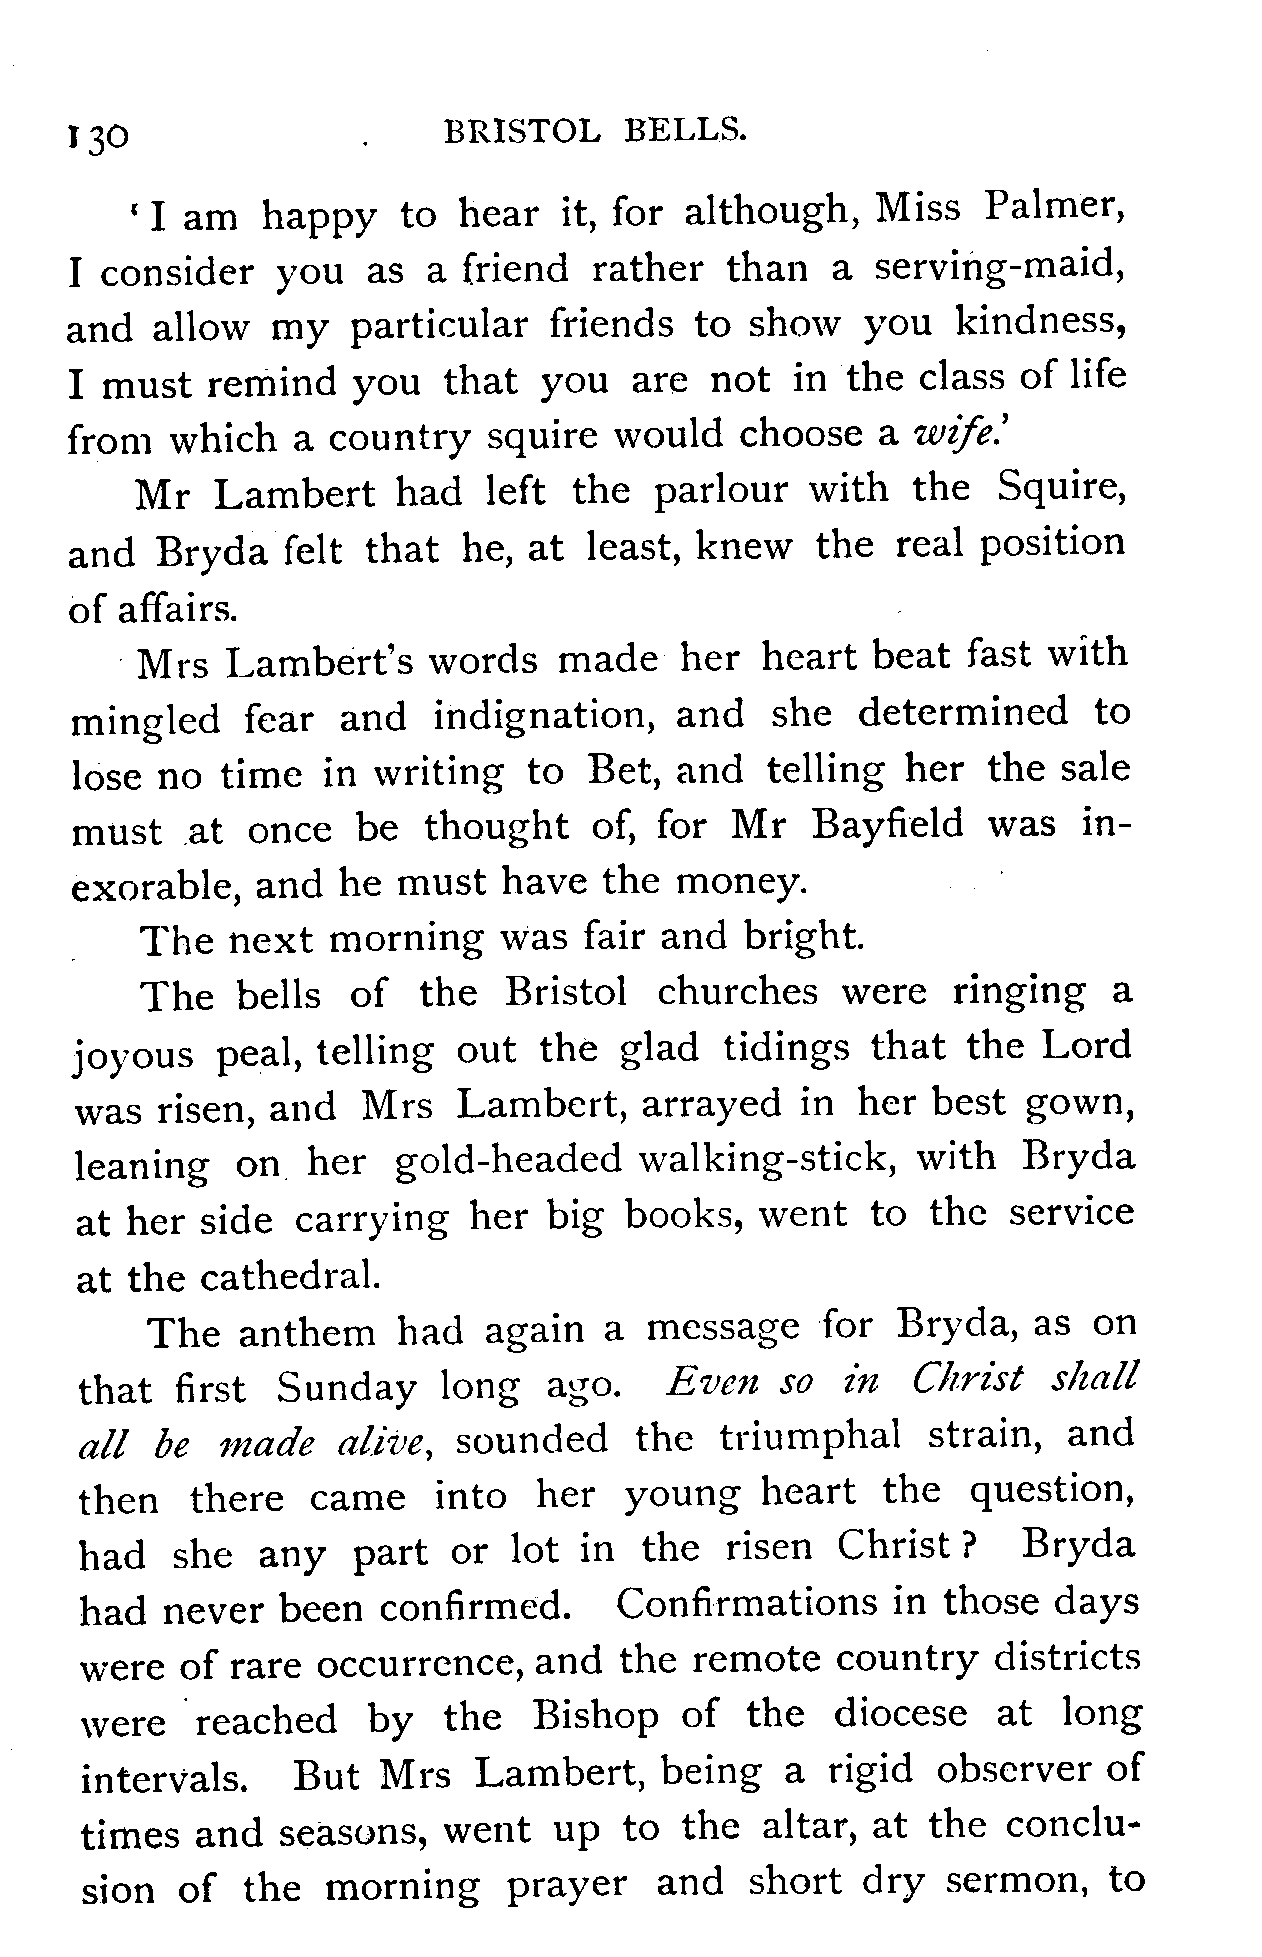 130 BRISTOL BELLS.
‘I am happy to hear it, for although, Miss Palmer,
I consider you as a friend rather than a serving-maid,
and allow my particular friends to show you kindness,
I must remind you that you are not in the class of life
from which a country squire would choose a wife.’
Mr Lambert had left the parlour with the Squire,
and Bryda felt that he, at least, knew the real position
of affairs.
Mrs Lambert’s words made her heart beat fast with
mingled fear and indignation, and she determined to
lose no time in writing to Bet, and telling her the sale
must at once be thought of, for Mr Bayfield was in-
exorable, and he must have the money.
The next morning was fair and bright.
The bells of the Bristol churches were ringing a
joyous peal, telling out the glad tidings that the Lord
was risen, and Mrs Lambert, arrayed in her best gown,
leaning on her gold-headed walking-stick, with Bryda
at her side carrying her big books, went to the service
at the cathedral.
The anthem had again a message for Bryda, as on
that first Sunday long ago. Even so in Christ shall
all be made alive, sounded the triumphal strain, and
then there came into her young heart the question,
had she any part or lot in the risen Christ? Bryda
had never been confirmed. Confirmations in those days
were of rare occurrence, and the remote country districts
were reached by the Bishop of the diocese at long
intervals. But Mrs Lambert, being a rigid observer of
times and seasons, went up to the altar, at the conclu-
sion of the morning prayer and short dry sermon, to